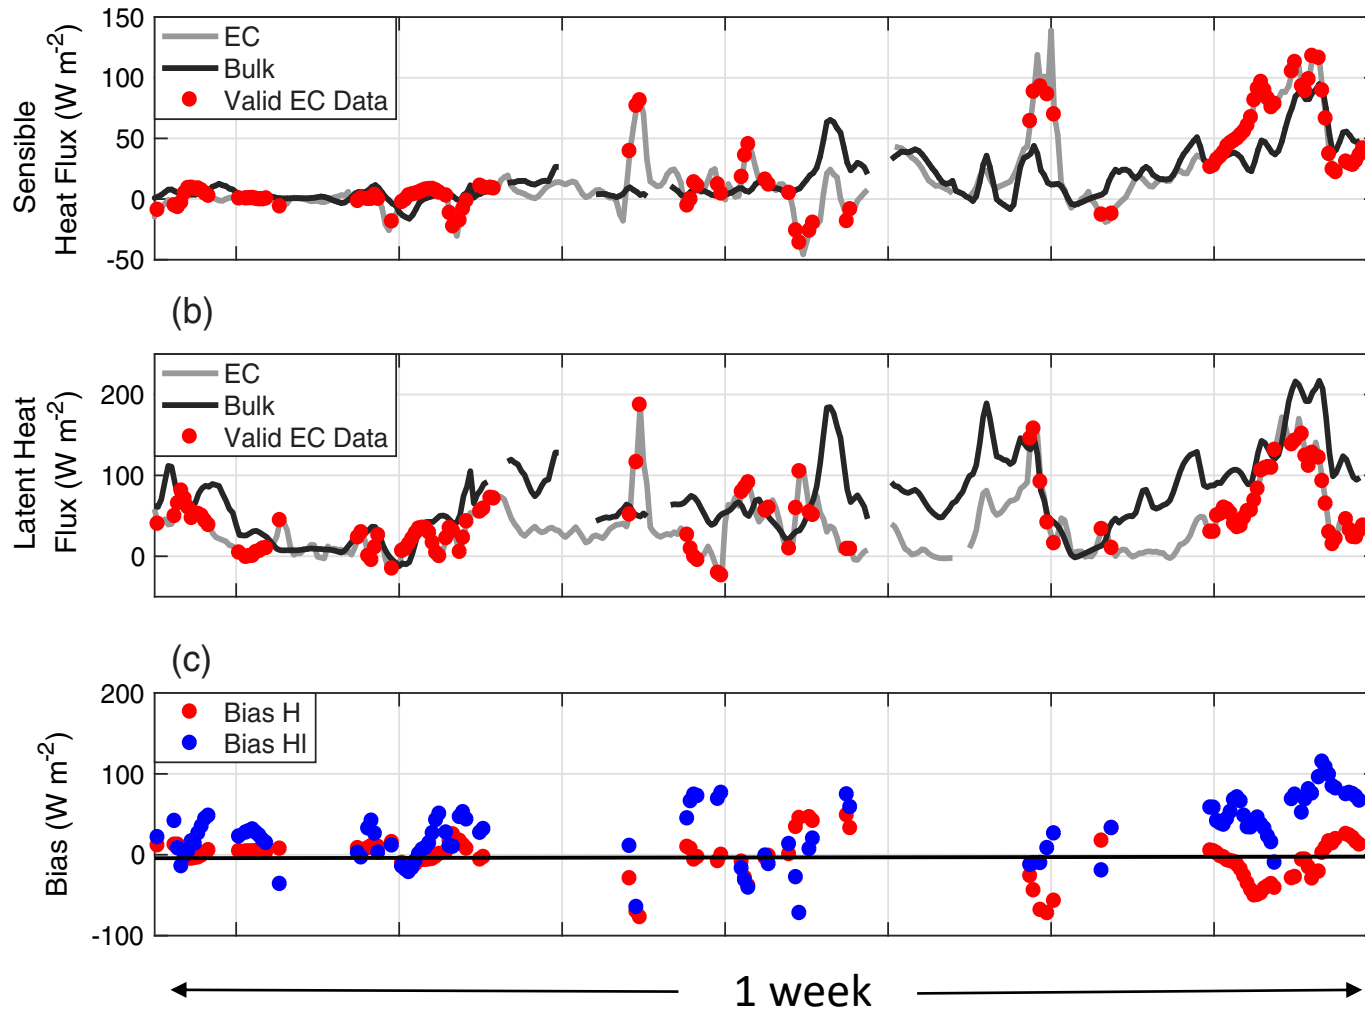 150
100
50
0
-50
Sensible
Heat Flux (W m-2)
EC
Bulk
Valid EC Data
(b)
200
100
0
Latent Heat
Flux (W m-2)
EC
Bulk
Valid EC Data
(c)
200
100
0
-100
Bias (W m-2)
Bias H
Bias Hl
1 week